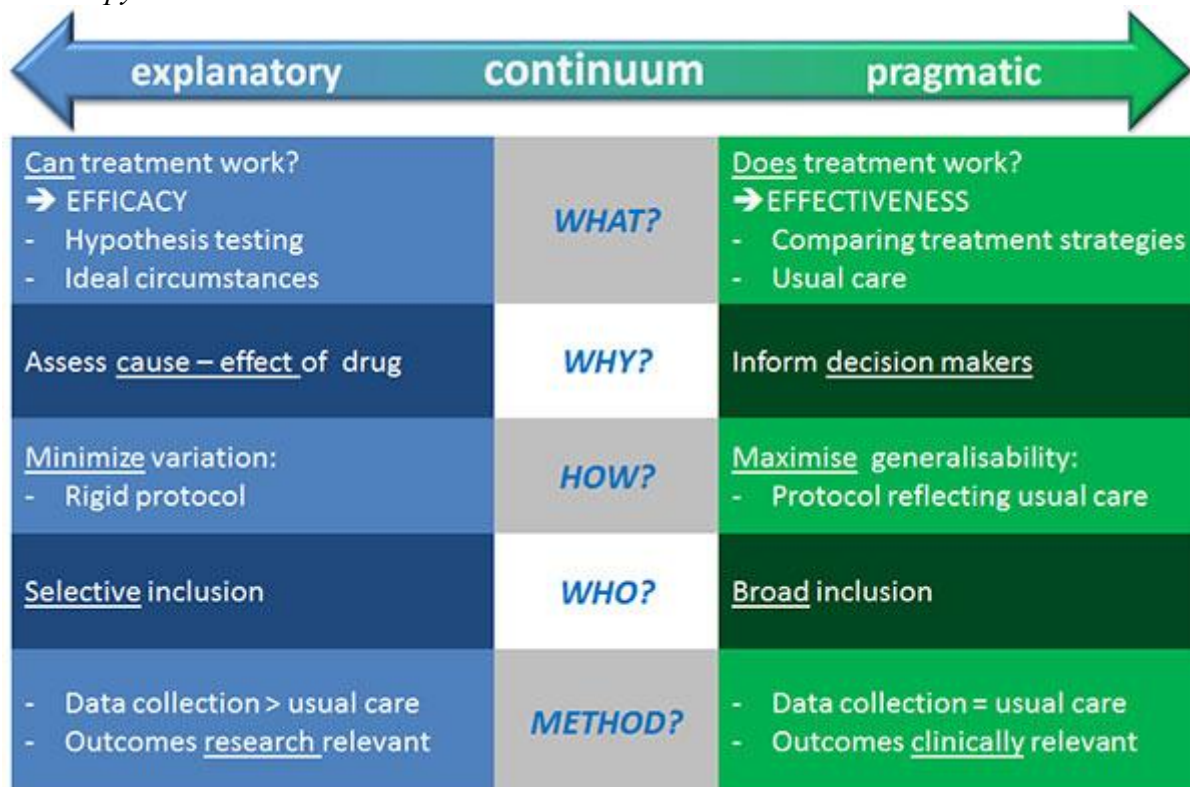 explanatory continuum pragmatic
Can treatment work?
➔ EFFICACY
- Hypothesis testing
- Ideal circumstances
WHAT?
Does treatment work?
➔EFFECTIVENESS
- Comparing treatment strategies
- Usual care
Assess cause – effect of drug
WHY?
Inform decision makers
Minimize variation:
- Rigid protocol
HOW?
Maximise generalisability:
- Protocol reflecting usual care
Selective inclusion
WHO?
Broad inclusion
- Data collection > usual care
- Outcomes research relevant
METHOD?
- Data collection = usual care
- Outcomes clinically relevant